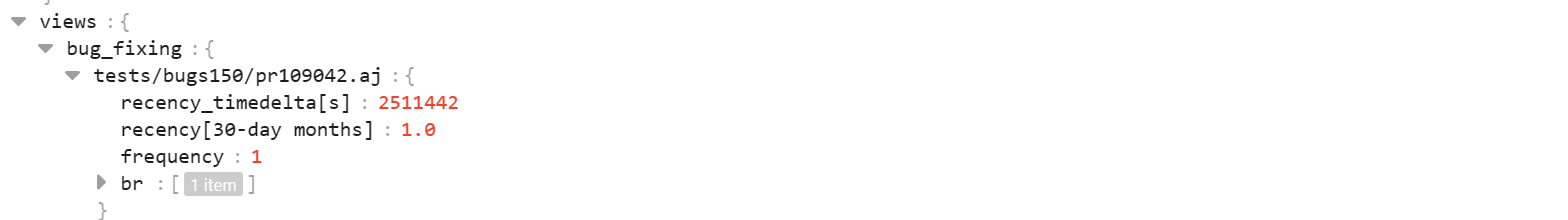 views :{
bug_fixing :{
tests/bugs150/pr109042.aj :{
recency_timedelta[s] : 2511442
recency[30-day months] : 1.0
frequency : 1
br :[ 1 item ]
}